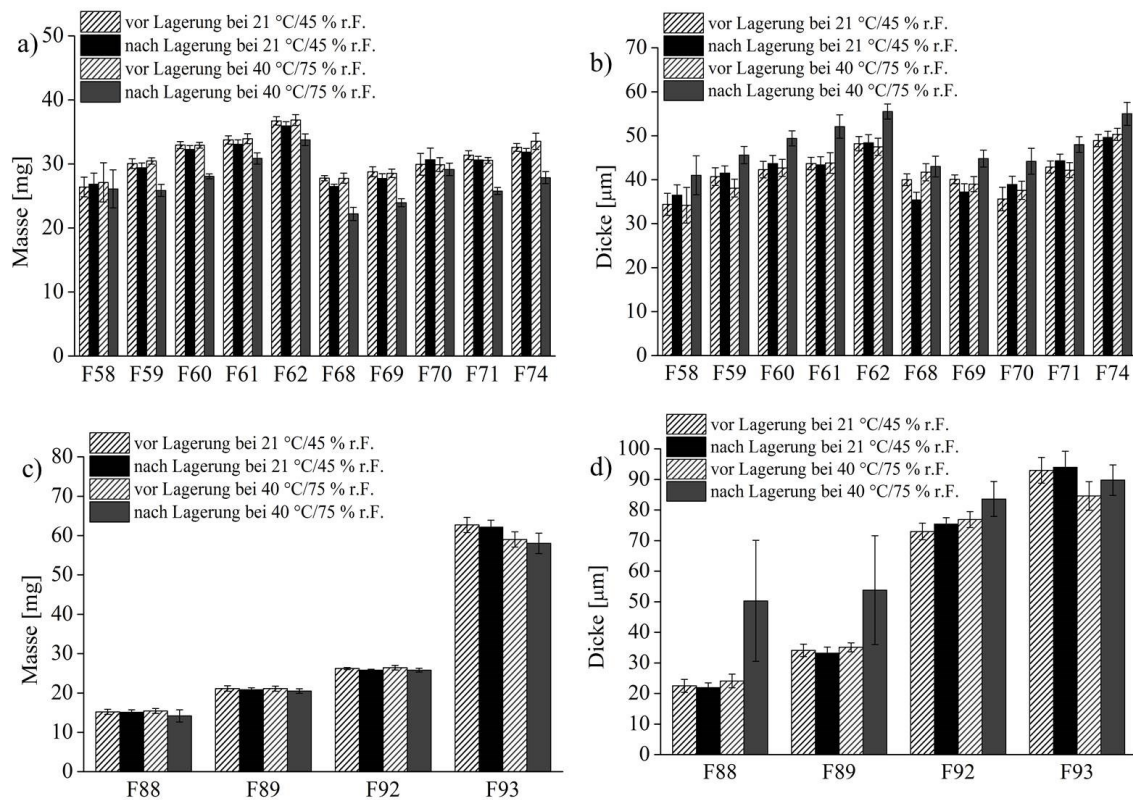 a)
vor Lagerung bei 21 °C/45 % r.F.
nach Lagerung bei 21 °C/45 % r.F.
vor Lagerung bei 40 °C/75 % r.F.
nach Lagerung bei 40 °C/75 % r.F.
Masse [mg]
50
40
30
20
10
0
F58 F59 F60 F61 F62 F68 F69 F70 F71 F74
b)
vor Lagerung bei 21 °C/45 % r.F.
nach Lagerung bei 21 °C/45 % r.F.
vor Lagerung bei 40 °C/75 % r.F.
nach Lagerung bei 40 °C/75 % r.F.
Dicke [µm]
70
60
50
40
30
20
10
0
F58 F59 F60 F61 F62 F68 F69 F70 F71 F74
c)
vor Lagerung bei 21 °C/45 % r.F.
nach Lagerung bei 21 °C/45 % r.F.
vor Lagerung bei 40 °C/75 % r.F.
nach Lagerung bei 40 °C/75 % r.F.
Masse [mg]
80
70
60
50
40
30
20
10
0
F88 F89 F92 F93
d)
vor Lagerung bei 21 °C/45 % r.F.
nach Lagerung bei 21 °C/45 % r.F.
vor Lagerung bei 40 °C/75 % r.F.
nach Lagerung bei 40 °C/75 % r.F.
Dicke [µm]
100
90
80
70
60
50
40
30
20
10
0
F88 F89 F92 F93